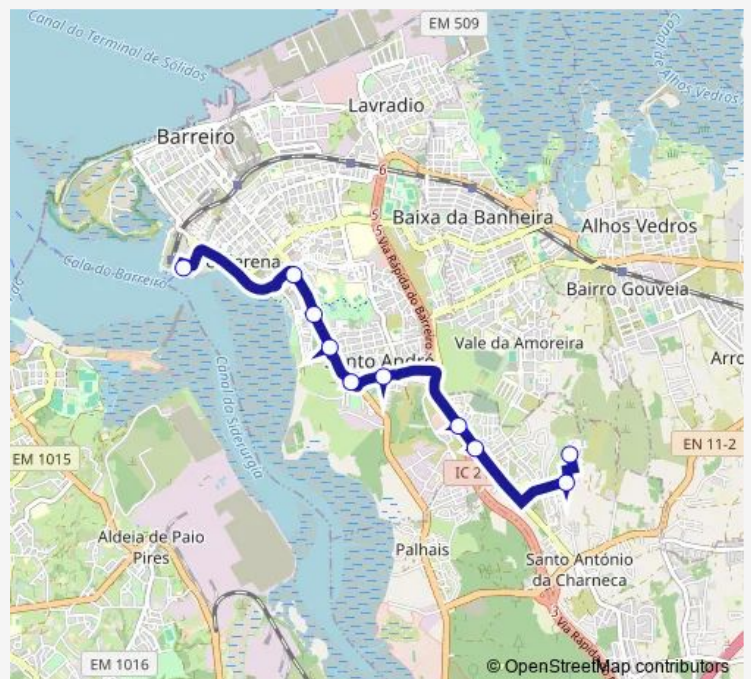 EM 509
Canal do Terminal de Sólidos
Canal de Alhos Vedros
Lavradio
Barreiro
6
5
Baixa da Banheira
Alhos Vedros
5 Via Rápida do Barreiro
Cala do Barreiro
Bairro Gouveia
Vale da Amoreira
Arro
Canal da Siderurgia
EM 1015
EN 11-2
IC 2
Aldeia de Paio
Pires
Palhais
Santo António
da Charneca
3 Via Rápida
EM 1016
© OpenStreetMap contributors